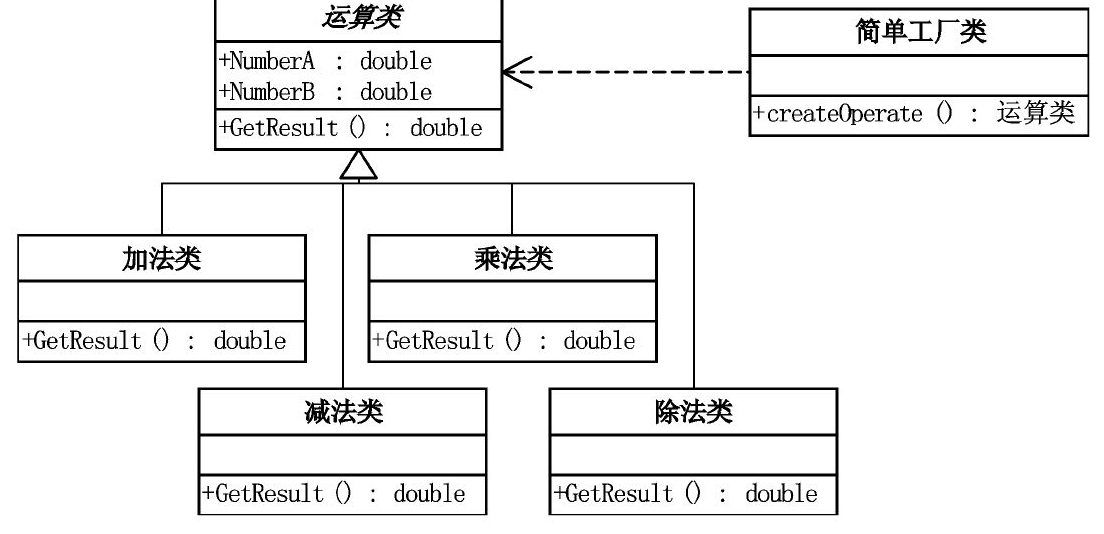 运算类
+NumberA : double
+NumberB : double
+GetResult () : double
简单工厂类
+createOperate () : 运算类
加法类
+GetResult () : double
乘法类
+GetResult () : double
减法类
+GetResult () : double
除法类
+GetResult () : double